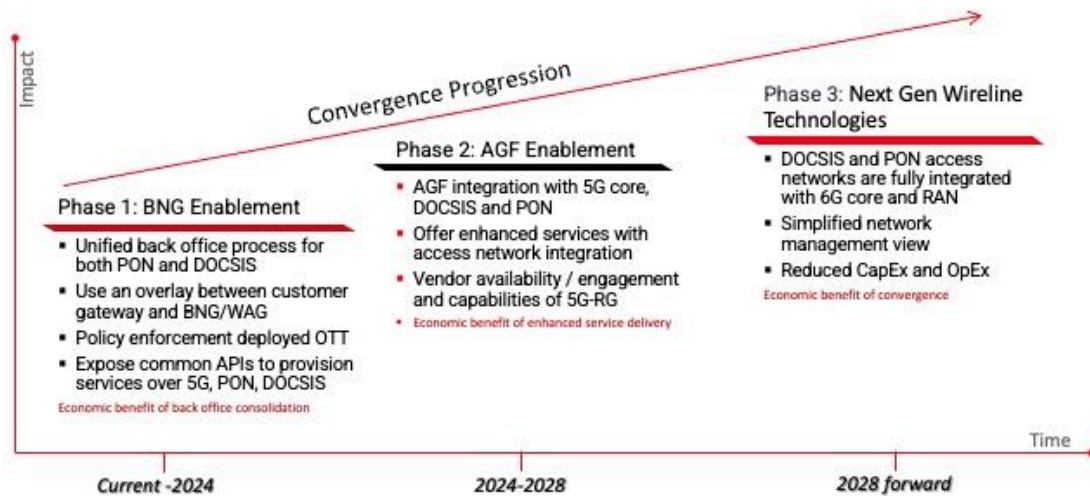 Impact
Convergence Progression
Phase 1: BNG Enablement
▪ Unified back office process for
both PON and DOCSIS
▪ Use an overlay between customer
gateway and BNG/WAG
▪ Policy enforcement deployed OTT
▪ Expose common APIs to provision
services over 5G, PON, DOCSIS
Economic benefit of back office consolidation
Phase 2: AGF Enablement
▪ AGF integration with 5G core,
DOCSIS and PON
▪ Offer enhanced services with
access network integration
▪ Vendor availability / engagement
and capabilities of 5G-RG
▪ Economic benefit of enhanced service delivery
Phase 3: Next Gen Wireline
Technologies
▪ DOCSIS and PON access
networks are fully integrated
with 6G core and RAN
▪ Simplified network
management view
▪ Reduced CapEx and OpEx
Economic benefit of convergence
Time
Current -2024
2024-2028
2028 forward